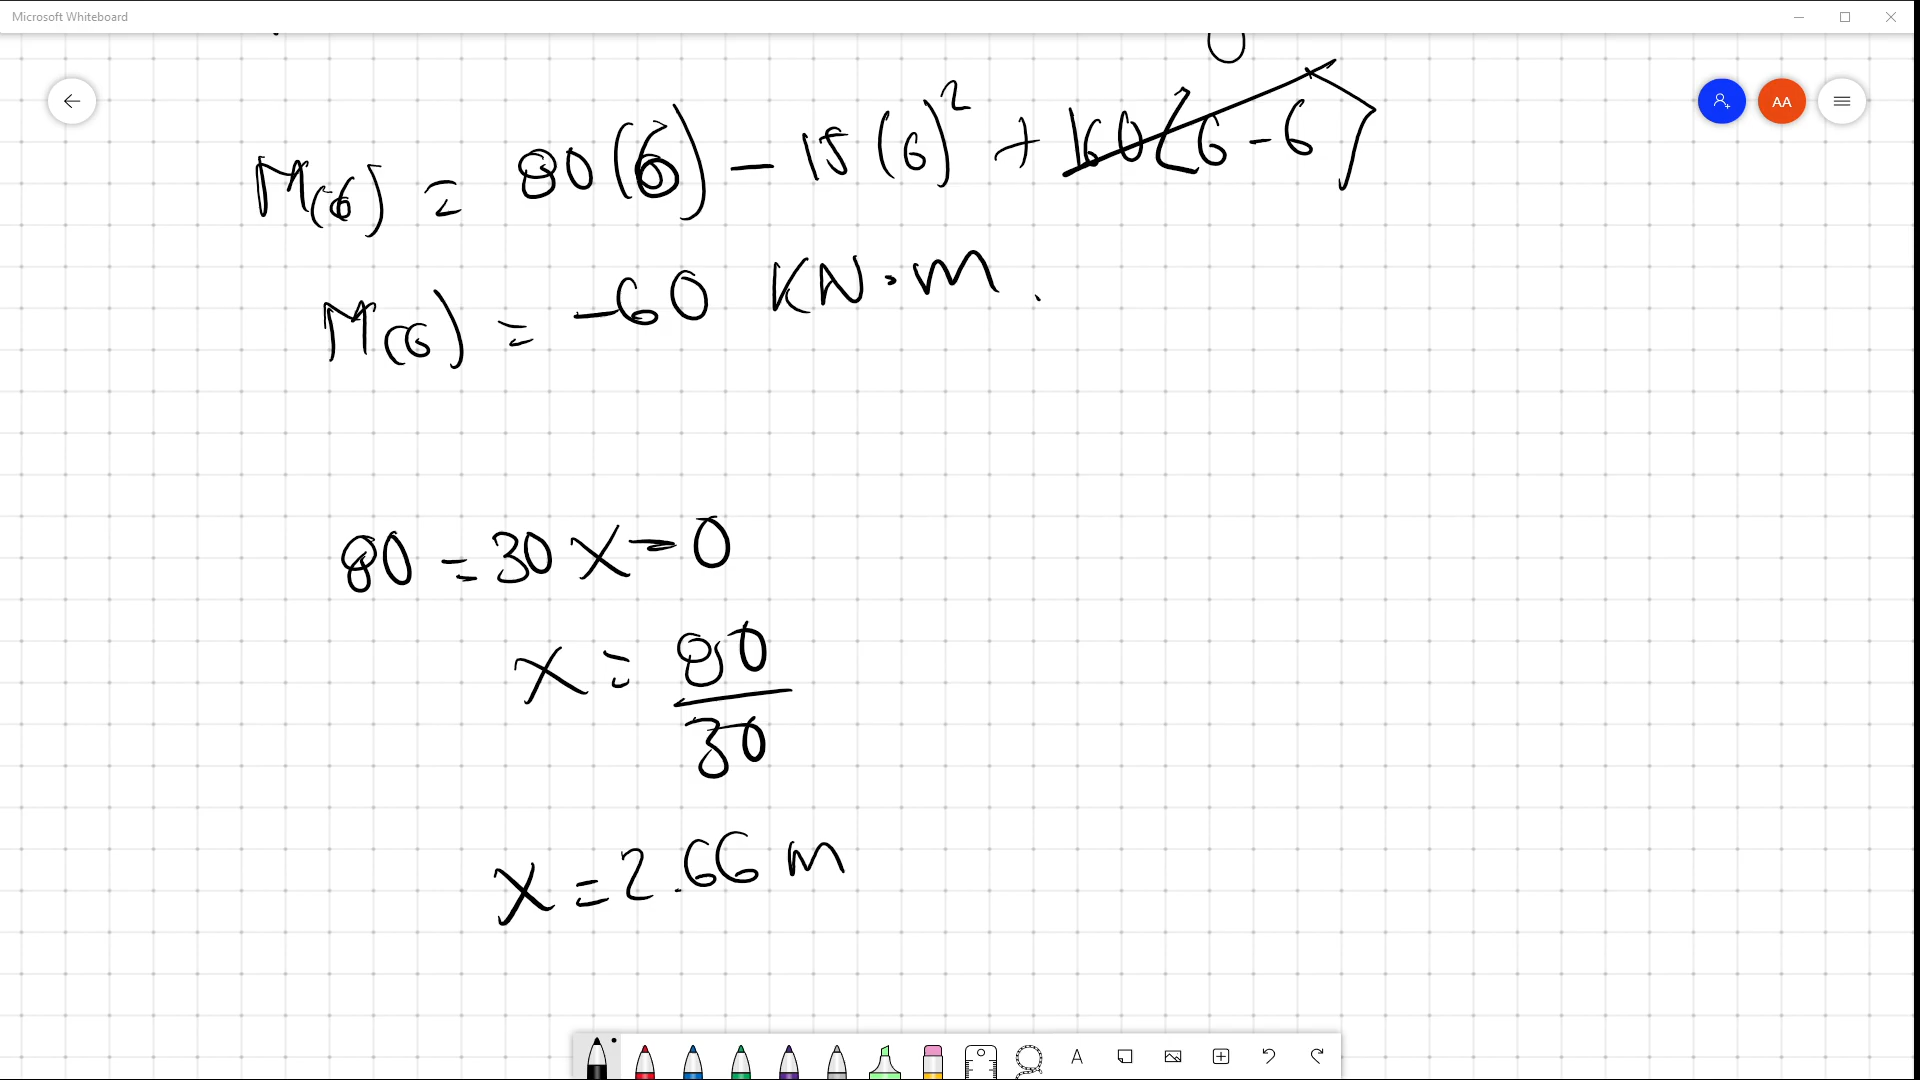 Microsoft Whiteboard
0
M(6) = 80(6) - 15(6)² + 160⟨6-6⟩
M(6) = -60 KN·m.
80 = 30x = 0
x = 80/30
x = 2.66 m
AA
A